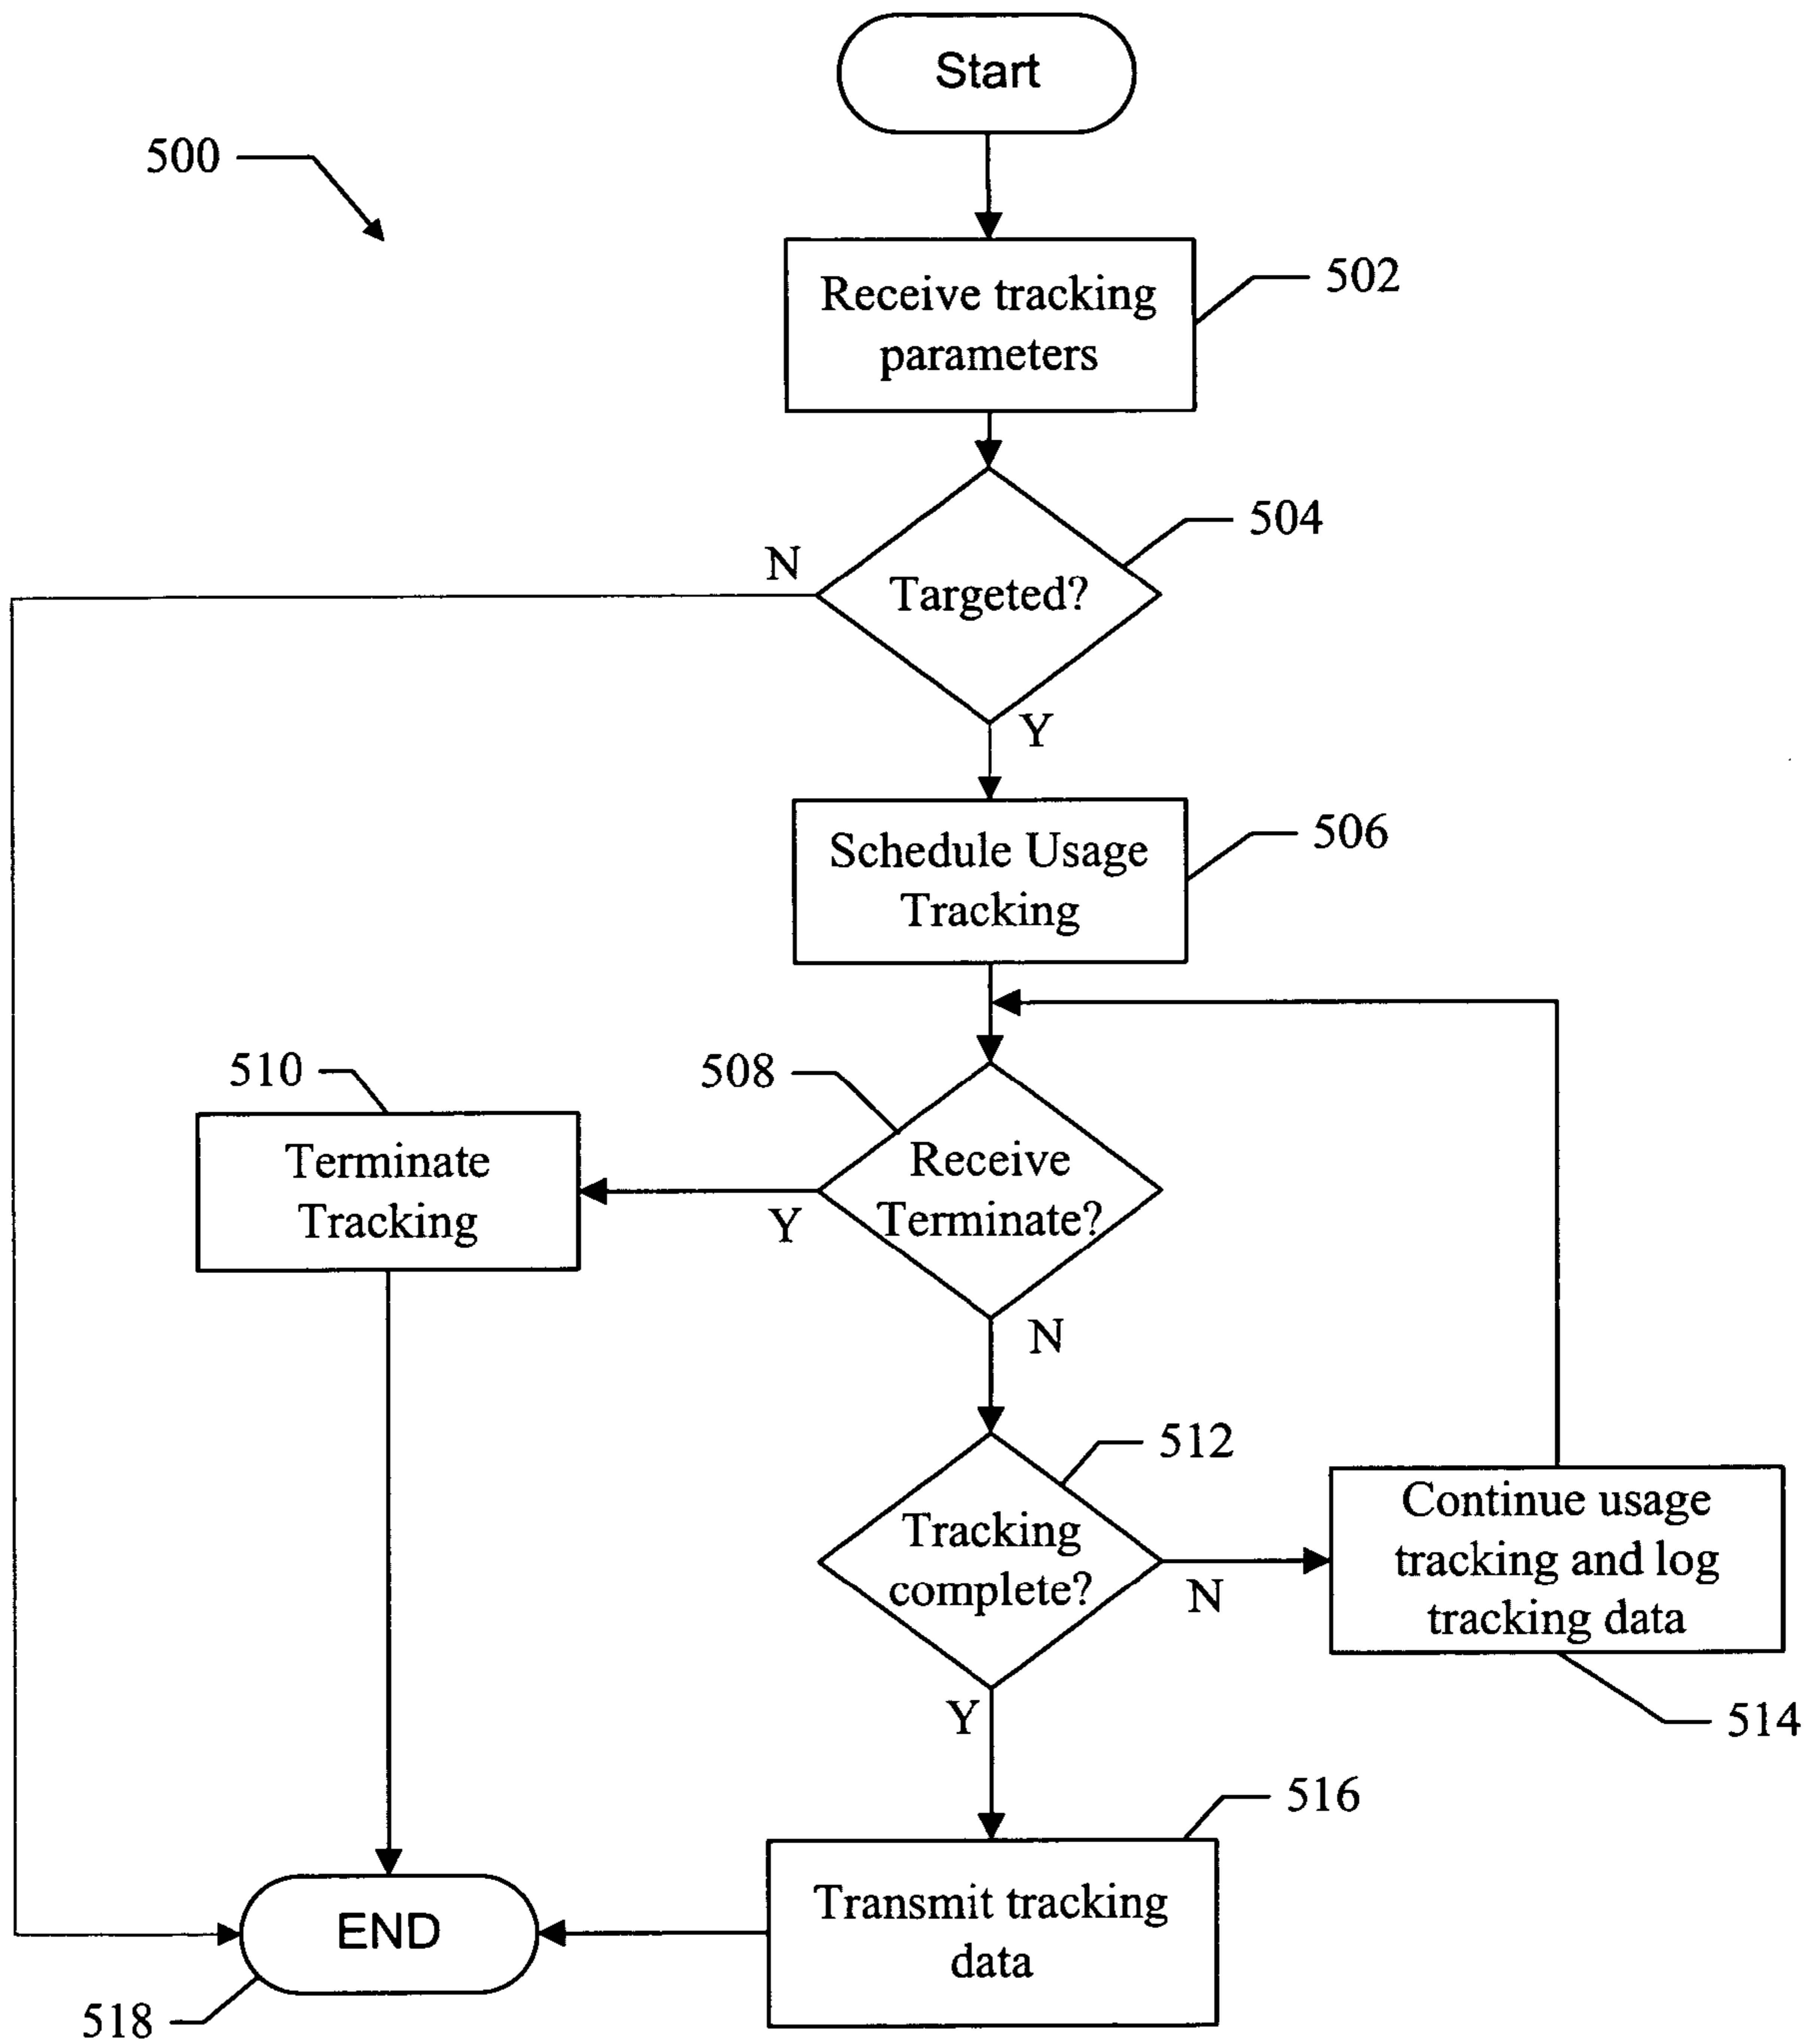 Start
500
Receive tracking
parameters
502
504
N
Targeted?
Y
Schedule Usage
Tracking
506
510
508
Terminate
Tracking
Receive
Terminate?
Y
N
512
Tracking
complete?
N
Continue usage
tracking and log
tracking data
514
Y
516
Transmit tracking
data
END
518